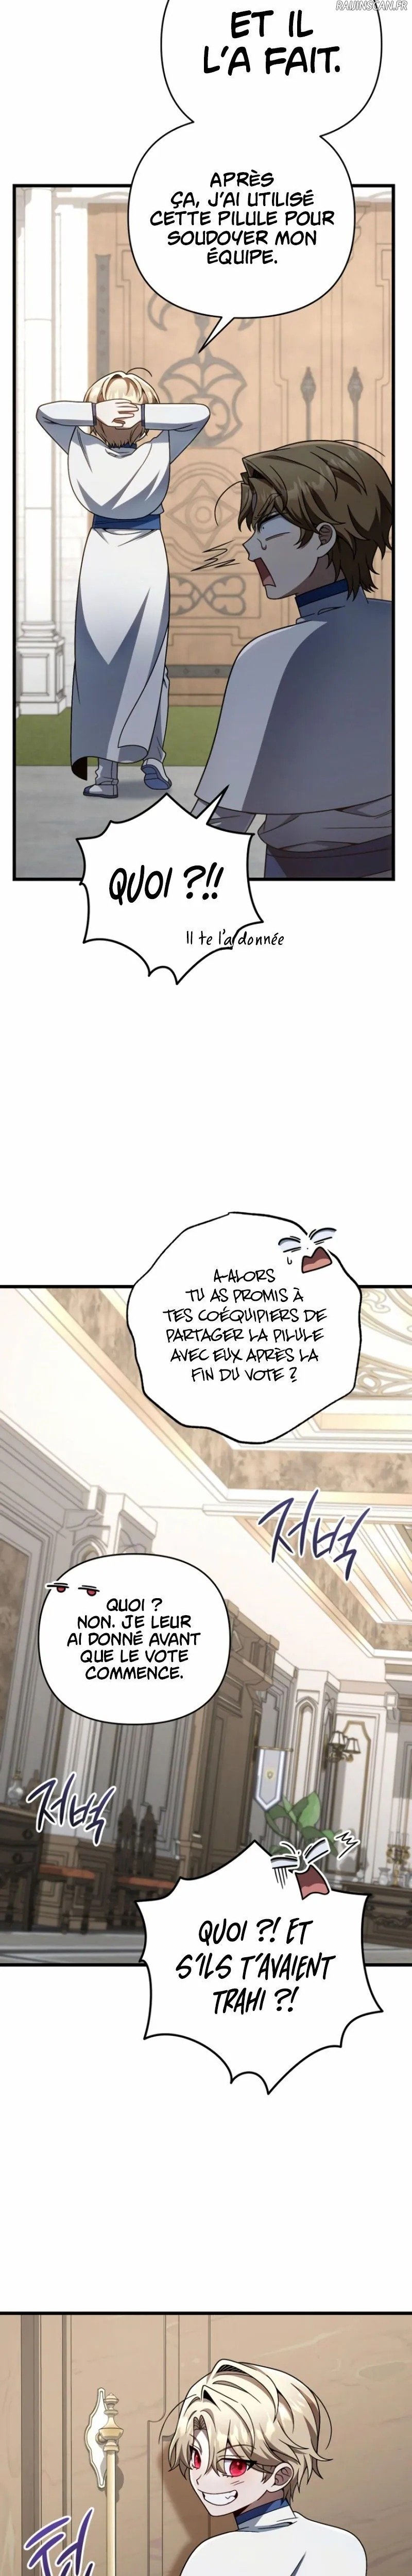 RAIJINSCAN.FR
ET IL
L'A FAIT.
APRÈS
ÇA, J'AI UTILISÉ
CETTE PILULE POUR
SOUDOYER MON
ÉQUIPE.
QUOI ?!!
Il te l'a donnée
A-ALORS
TU AS PROMIS À
TES COÉQUIPIERS DE
PARTAGER LA PILULE
AVEC EUX APRÈS LA
FIN DU VOTE ?
저벅
QUOI ?
NON. JE LEUR
AI DONNÉ AVANT
QUE LE VOTE
COMMENCE.
저벅
QUOI ?! ET
S'ILS T'AVAIENT
TRAHI ?!